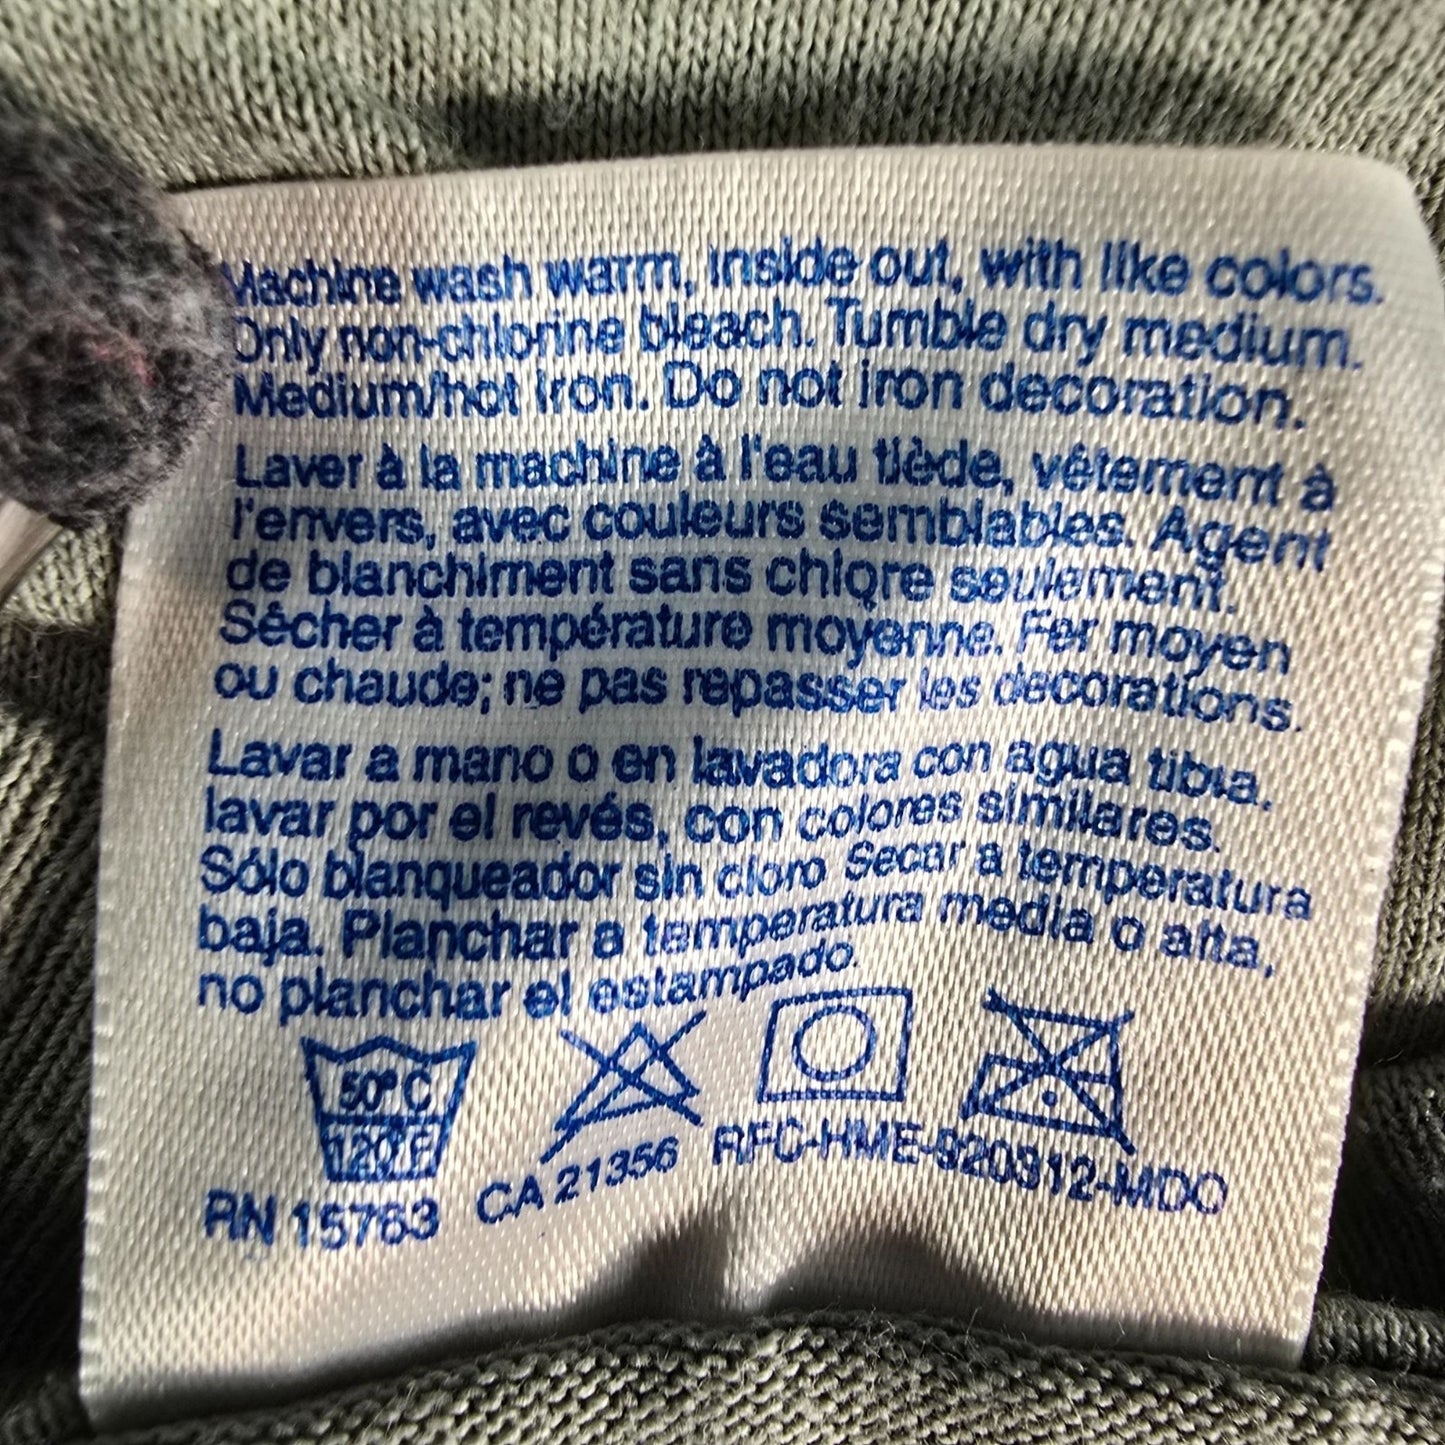 Machine wash warm, inside out, with like colors.
Only non-chlorine bleach. Tumble dry medium.
Medium/hot iron. Do not iron decoration.
Laver à la machine à l'eau tiède, vêtement à
l'envers, avec couleurs semblables. Agent
de blanchiment sans chlore seulement.
Sécher à température moyenne. Fer moyen
ou chaude; ne pas repasser les decorations.
Lavar a mano o en lavadora con agua tibia.
lavar por el revés, con colores similares.
Sólo blanqueador sin cloro Secar a temperatura
baja. Planchar a temperatura media o alta,
no planchar el estampado.
50°C
120°F
RN 15763 CA 21356 RFC-HME-920312-MDO